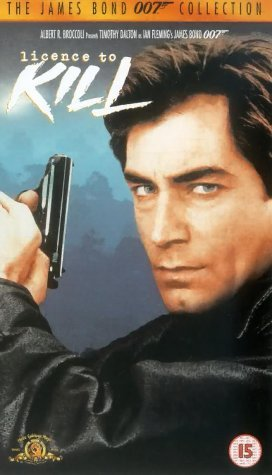 THE JAMES BOND 007 COLLECTION
ALBERT R. BROCCOLI Presents TIMOTHY DALTON as IAN FLEMING'S JAMES BOND 007
licence to
KILL
15